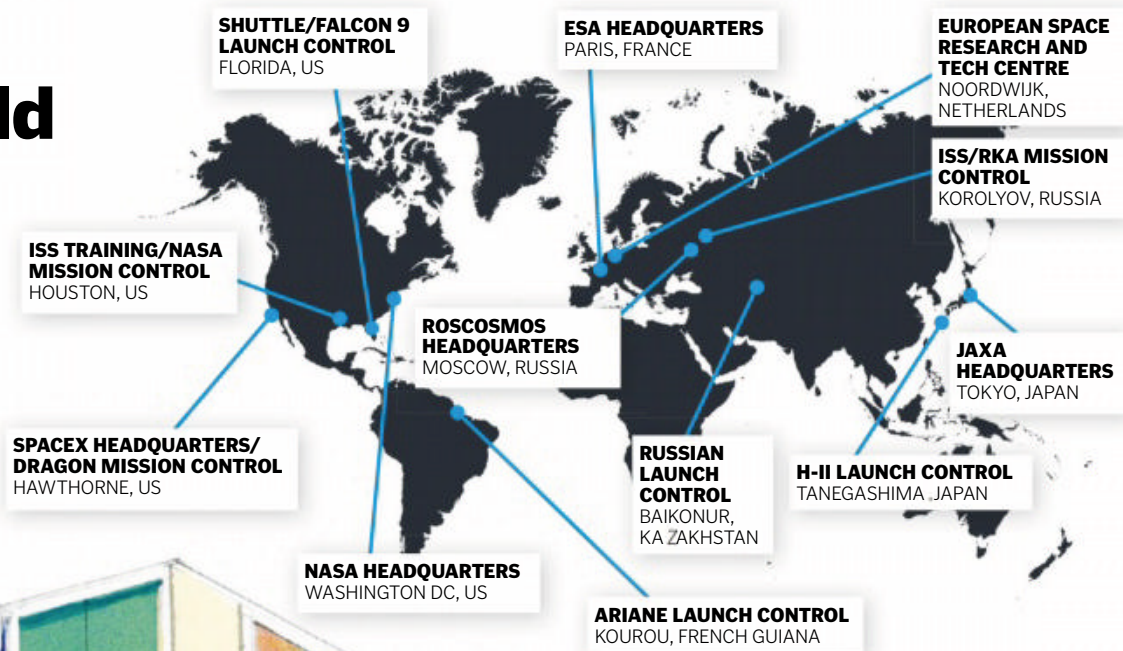 ld
SHUTTLE/FALCON 9
LAUNCH CONTROL
FLORIDA, US
ESA HEADQUARTERS
PARIS, FRANCE
EUROPEAN SPACE
RESEARCH AND
TECH CENTRE
NOORDWIJK,
NETHERLANDS
ISS/RKA MISSION
CONTROL
KOROLYOV, RUSSIA
ISS TRAINING/NASA
MISSION CONTROL
HOUSTON, US
ROSCOSMOS
HEADQUARTERS
MOSCOW, RUSSIA
JAXA
HEADQUARTERS
TOKYO, JAPAN
SPACEX HEADQUARTERS/
DRAGON MISSION CONTROL
HAWTHORNE, US
RUSSIAN
LAUNCH
CONTROL
BAIKONUR,
KAZAKHSTAN
H-II LAUNCH CONTROL
TANEGASHIMA, JAPAN
NASA HEADQUARTERS
WASHINGTON DC, US
ARIANE LAUNCH CONTROL
KOUROU, FRENCH GUIANA